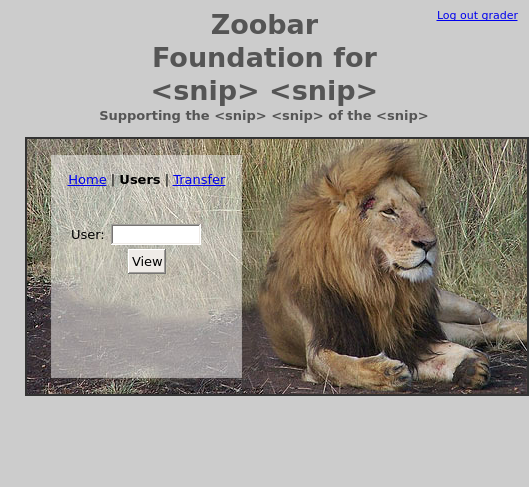 Log out grader
Zoobar
Foundation for
<snip> <snip>
Supporting the <snip> <snip> of the <snip>
Home | Users | Transfer
User:
View